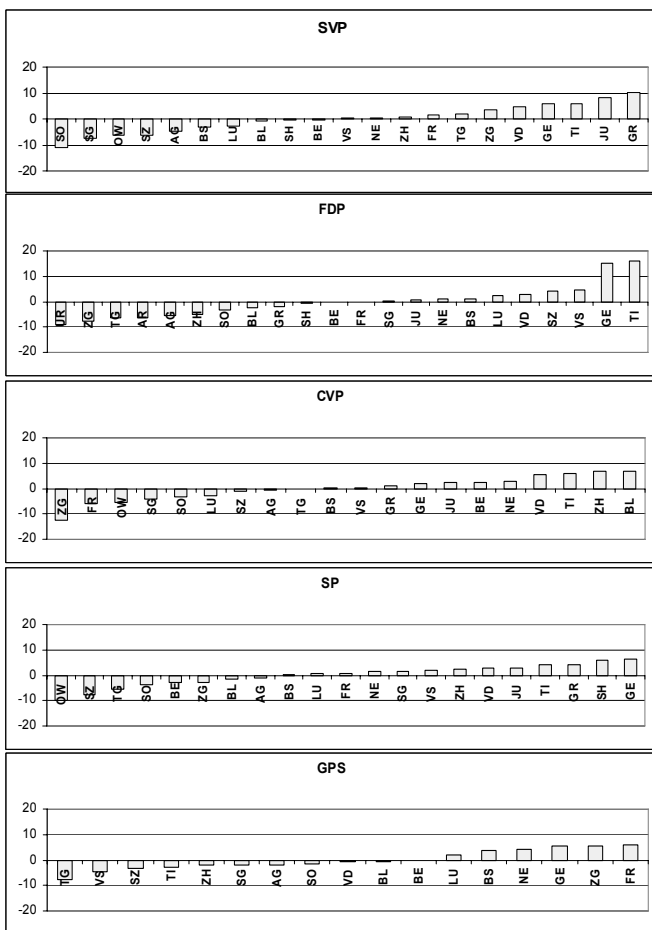 SVP
20
10
0
-10
-20
SO SG OW SZ AG BS LU BL SH BE VS NE ZH FR TG ZG VD GE TI JU GR
FDP
20
10
0
-10
-20
UR ZG TG AR AG ZH SO BL GR SH BE FR SG JU NE BS LU VD SZ VS GE TI
CVP
20
10
0
-10
-20
ZG FR OW SG SO LU SZ AG TG BS VS GR GE JU BE NE VD TI ZH BL
SP
20
10
0
-10
-20
OW SZ TG SO BE ZG BL AG BS LU FR NE SG VS ZH VD JU TI GR SH GE
GPS
20
10
0
-10
-20
TG VS SZ TI ZH SG AG SO VD BL BE LU BS NE GE ZG FR